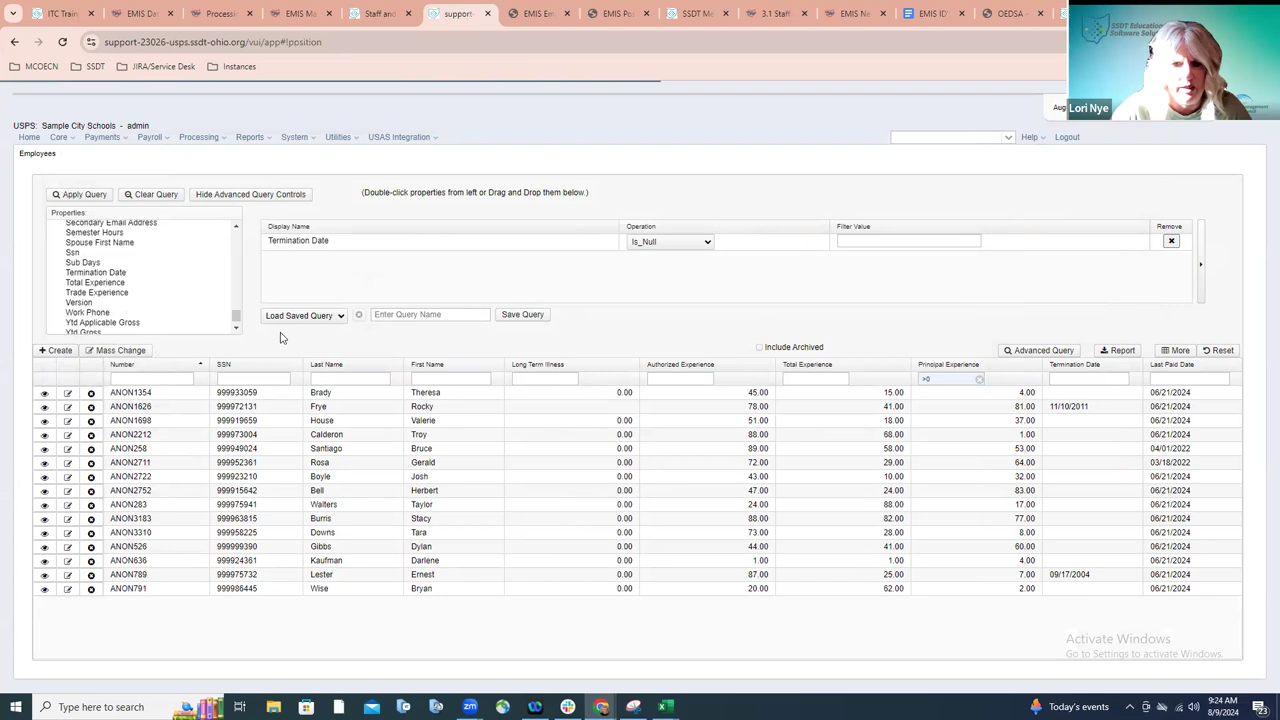 ITC Train
EMIS Das
Processin
EMIS Ma
Staff and
support
EMIS Em
EMIS Po
SSDT Me
3.1 Staff
EMIS Ne
EMIS ID'
OEDSA -
support-23026-usps.ssdt-ohio.org/vui/app#!position
MCOECN SSDT JIRA/Service Desk Instances
SSDT Education
Software Solu
Lori Nye
Aug
USPS: Sample City Schools - admin
Home Core Payments Payroll Processing Reports System Utilities USAS Integration Help Logout
Employees
Apply Query Clear Query Hide Advanced Query Controls (Double-click properties from left or Drag and Drop them below.)
Properties:
Secondary Email Address
Semester Hours
Spouse First Name
Ssn
Sub Days
Termination Date
Total Experience
Trade Experience
Version
Work Phone
Ytd Applicable Gross
Ytd Gross
Display Name Operation Filter Value Remove
Termination Date Is_Null
Load Saved Query Enter Query Name Save Query
Create Mass Change Include Archived Advanced Query Report More Reset
Number SSN Last Name First Name Long Term Illness Authorized Experience Total Experience Principal Experience Termination Date Last Paid Date
>0
ANON1354 999933059 Brady Theresa 0.00 45.00 15.00 4.00 06/21/2024
ANON1626 999972131 Frye Rocky 78.00 41.00 81.00 11/10/2011 06/21/2024
ANON1698 999919659 House Valerie 0.00 51.00 18.00 37.00 06/21/2024
ANON2212 999973004 Calderon Troy 0.00 88.00 68.00 1.00 06/21/2024
ANON258 999949024 Santiago Bruce 0.00 89.00 58.00 53.00 04/01/2022
ANON2711 999952361 Rosa Gerald 0.00 72.00 29.00 64.00 03/18/2022
ANON2722 999923210 Boyle Josh 0.00 43.00 10.00 32.00 06/21/2024
ANON2752 999915642 Bell Herbert 0.00 47.00 24.00 83.00 06/21/2024
ANON283 999975941 Walters Taylor 0.00 24.00 88.00 17.00 06/21/2024
ANON3183 999963815 Burris Stacy 0.00 88.00 82.00 77.00 06/21/2024
ANON3310 999958225 Downs Tara 0.00 73.00 28.00 8.00 06/21/2024
ANON526 999999390 Gibbs Dylan 0.00 44.00 41.00 60.00 06/21/2024
ANON636 999924361 Kaufman Darlene 0.00 1.00 1.00 4.00 06/21/2024
ANON789 999975732 Lester Ernest 0.00 87.00 25.00 7.00 09/17/2004 06/21/2024
ANON791 999986445 Wise Bryan 0.00 20.00 62.00 2.00 06/21/2024
Activate Windows
Go to Settings to activate Windows.
Type here to search
Today's events
9:24 AM
8/9/2024
23